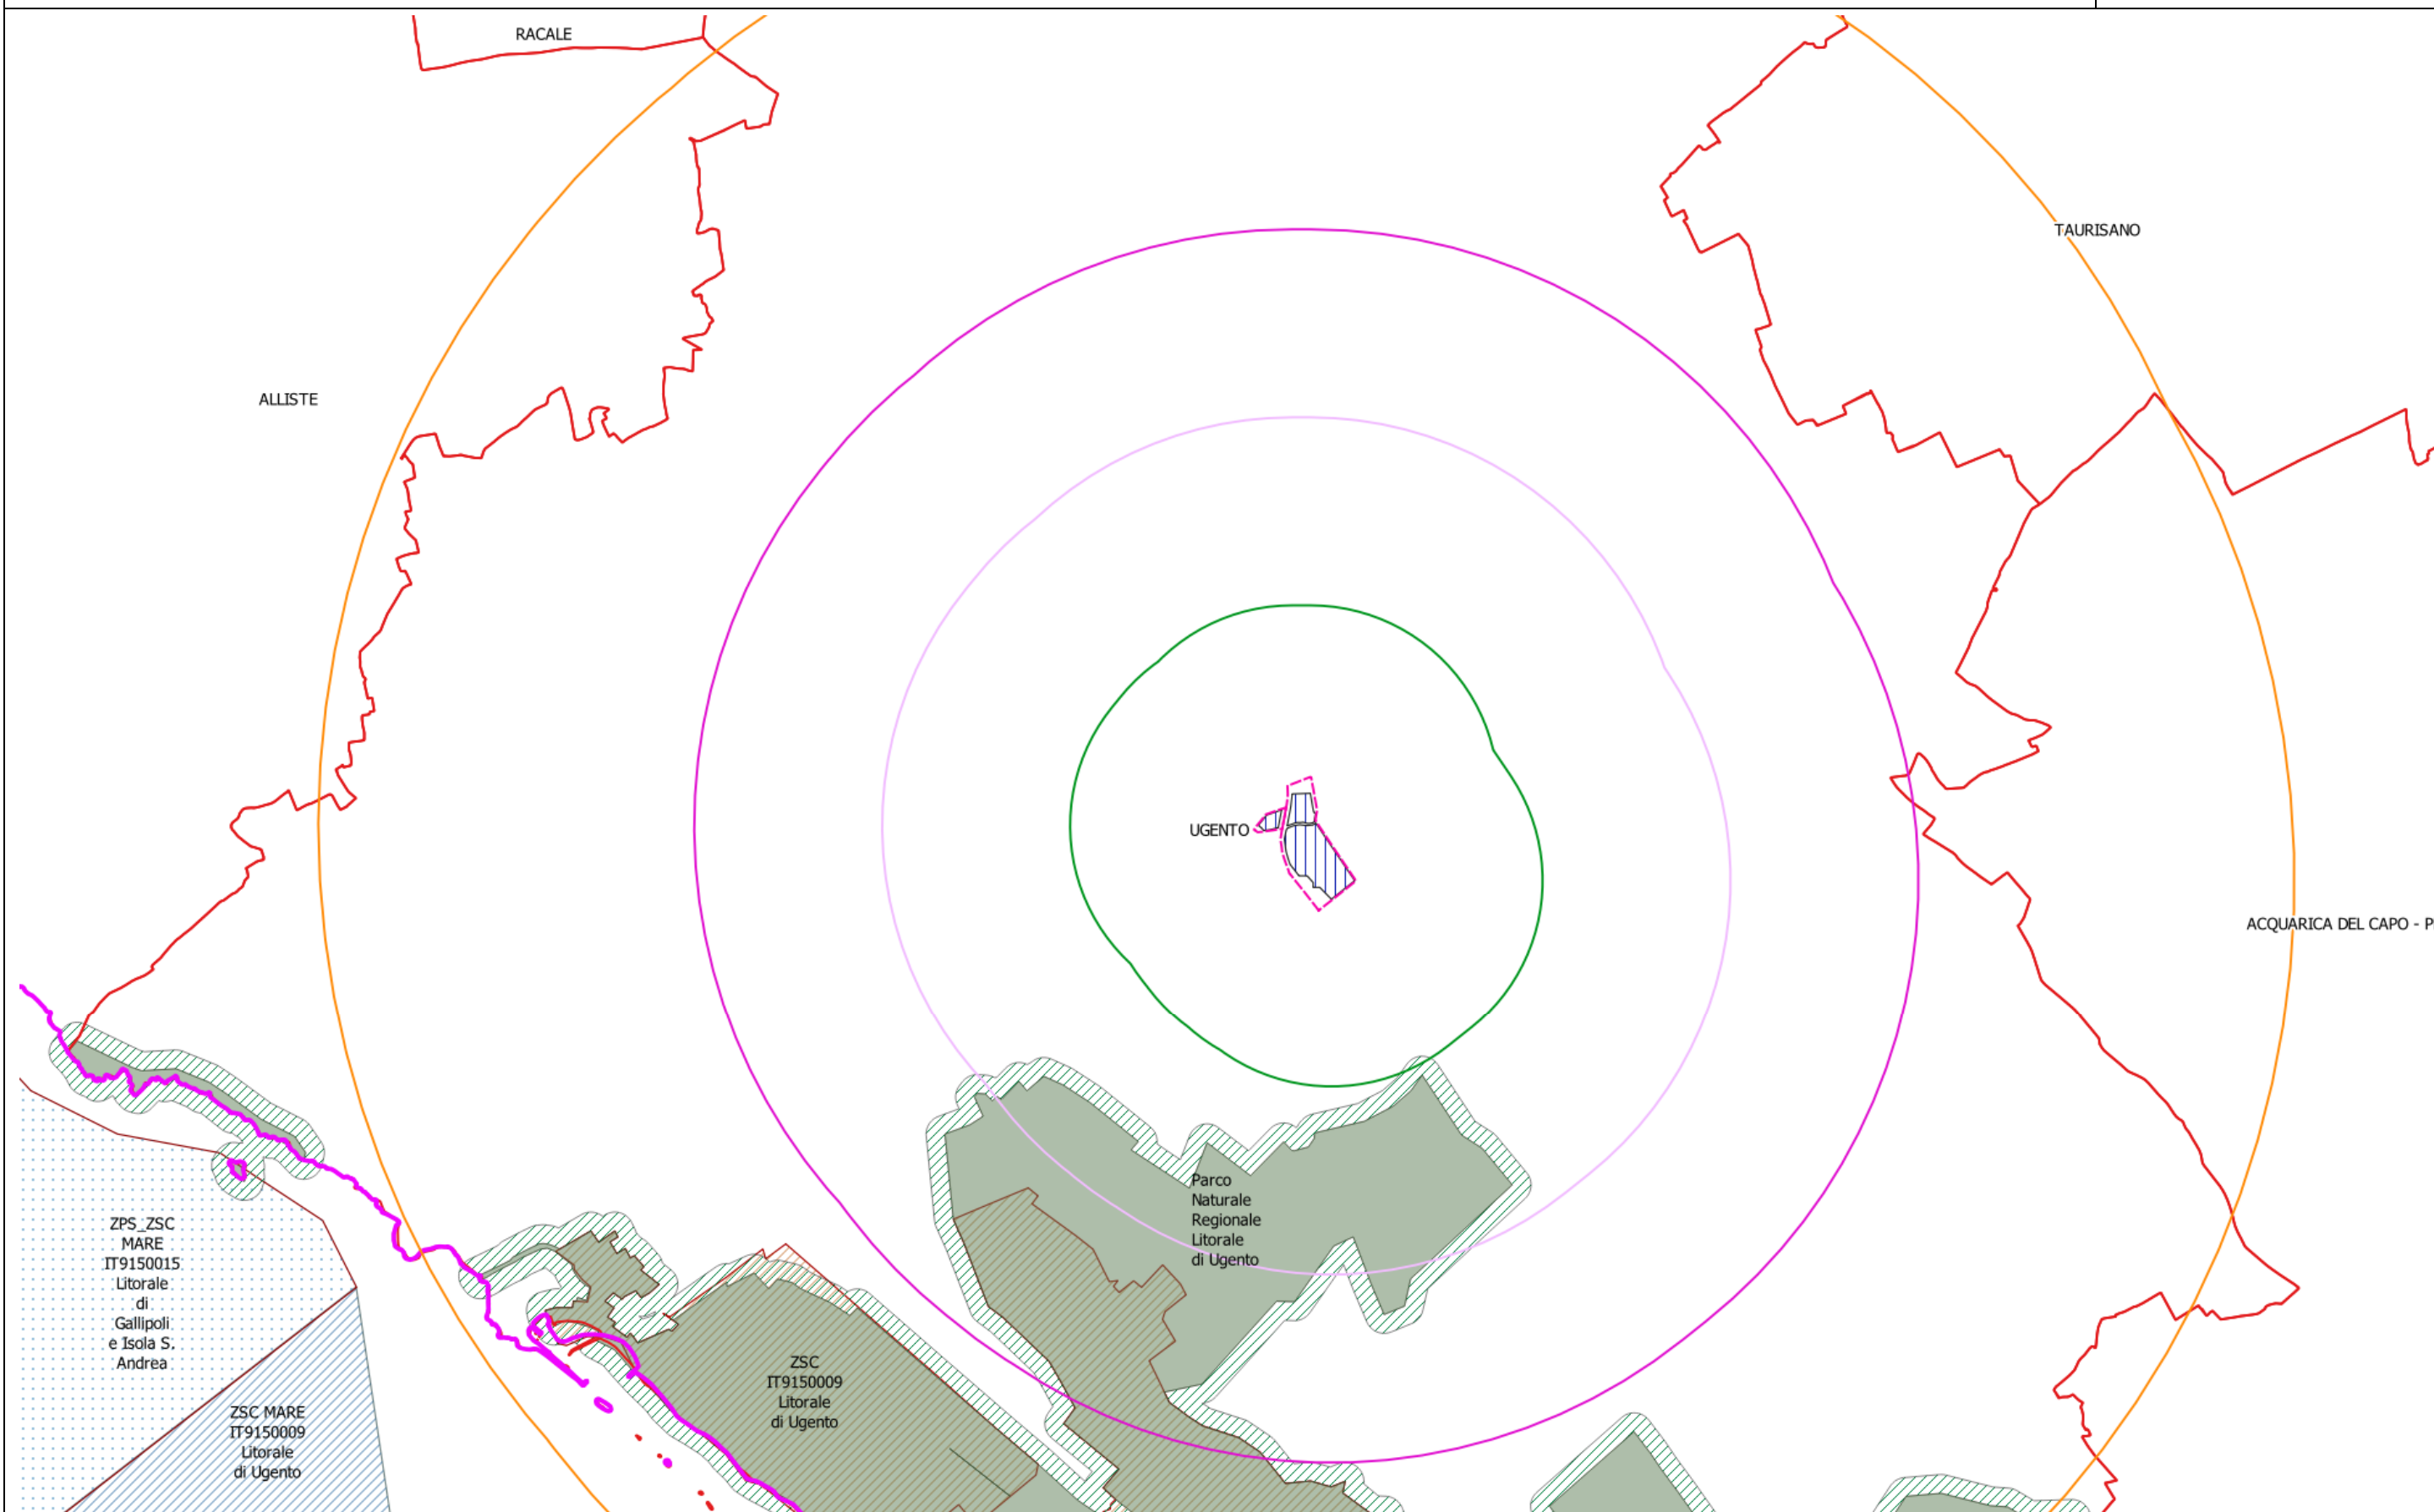 RACALE
TAURISANO
ALLISTE
UGENTO
ACQUARICA DEL CAPO - P
Parco
Naturale
Regionale
Litorale
di Ugento
ZPS_ZSC
MARE
IT9150015
Litorale
di
Gallipoli
e Isola S.
Andrea
ZSC
IT9150009
Litorale
di Ugento
ZSC MARE
IT9150009
Litorale
di Ugento